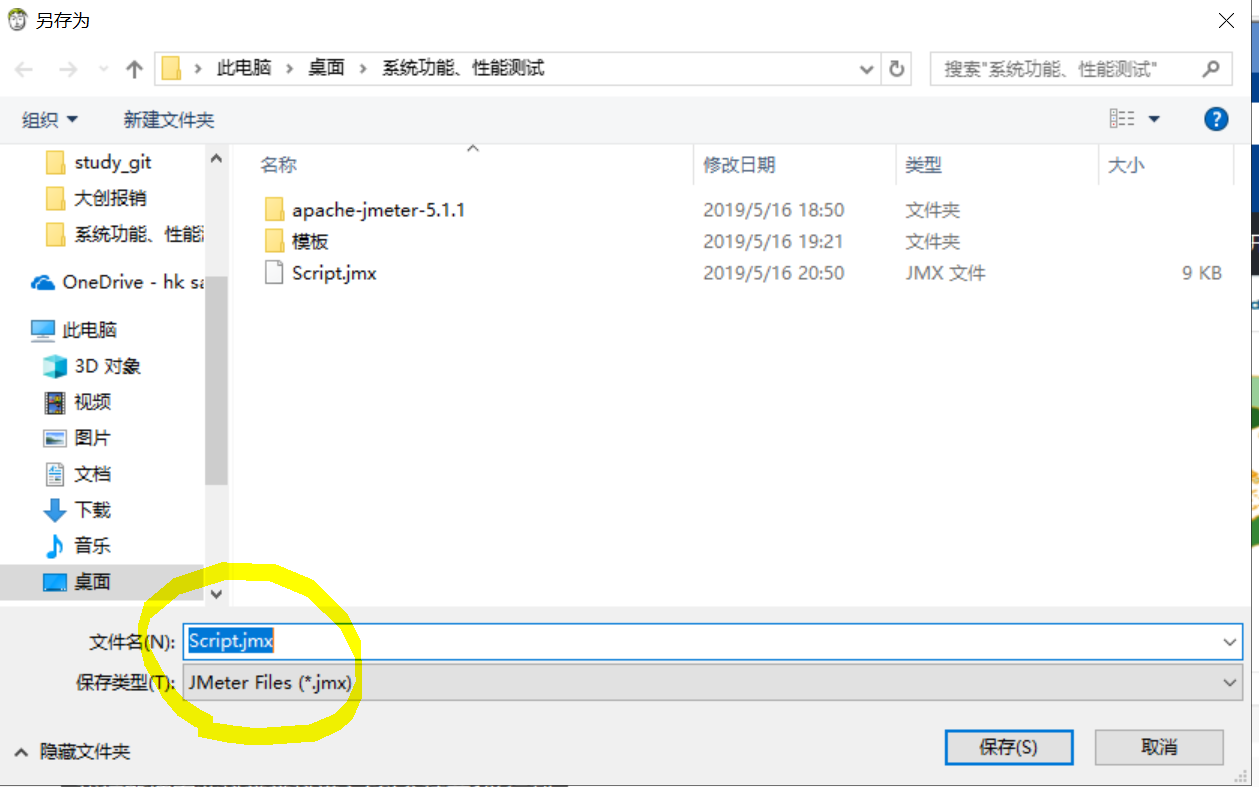 另存为
此电脑 › 桌面 › 系统功能、性能测试
搜索"系统功能、性能测试"
组织
新建文件夹
?
study_git
大创报销
系统功能、性能
OneDrive - hk sa
此电脑
3D 对象
视频
图片
文档
下载
音乐
桌面
名称 修改日期 类型 大小
apache-jmeter-5.1.1 2019/5/16 18:50 文件夹
模板 2019/5/16 19:21 文件夹
Script.jmx 2019/5/16 20:50 JMX 文件 9 KB
文件名(N): Script.jmx
保存类型(T): JMeter Files (*.jmx)
隐藏文件夹
保存(S)
取消